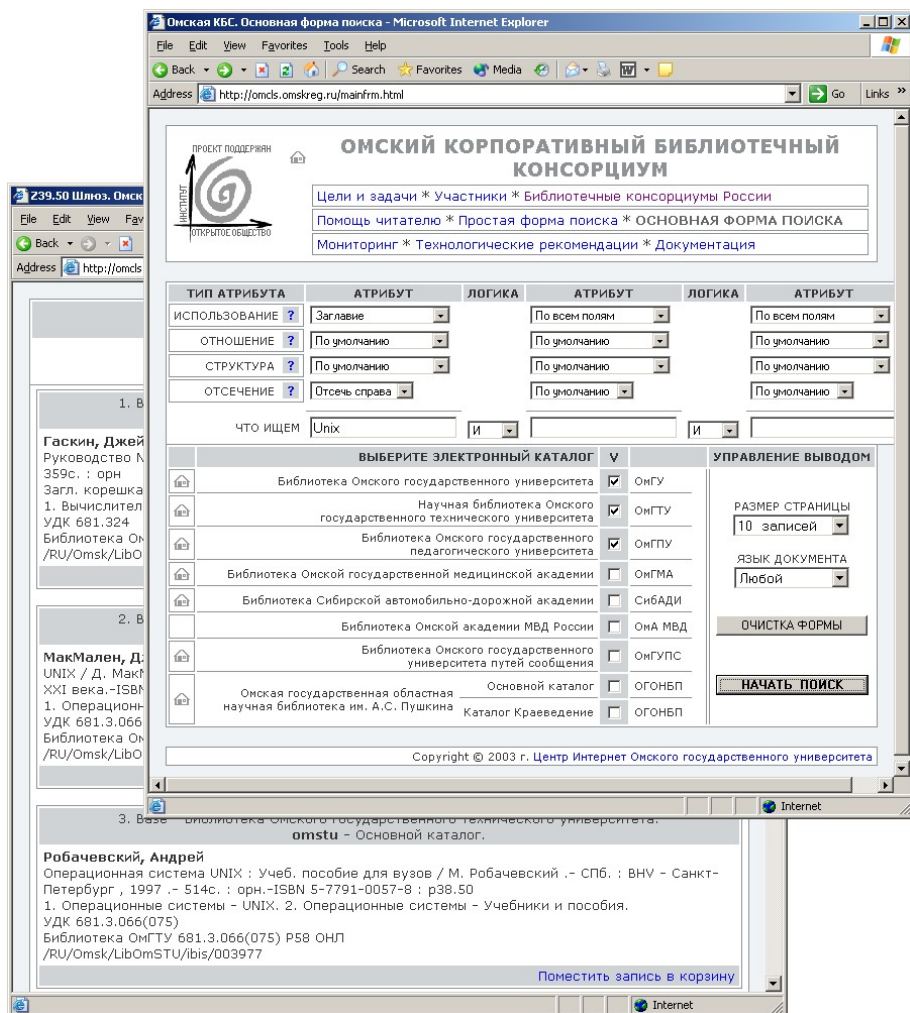 Омская КБС. Основная форма поиска - Microsoft Internet Explorer
File Edit View Favorites Tools Help
Back Search Favorites Media
Address http://omcls.omskreg.ru/mainfrm.html Go Links »
ПРОЕКТ ПОДДЕРЖАН
ИНСТИТУТ
ОТКРЫТОЕ ОБЩЕСТВО
ОМСКИЙ КОРПОРАТИВНЫЙ БИБЛИОТЕЧНЫЙ
КОНСОРЦИУМ
Цели и задачи * Участники * Библиотечные консорциумы России
Помощь читателю * Простая форма поиска * ОСНОВНАЯ ФОРМА ПОИСКА
Мониторинг * Технологические рекомендации * Документация
ТИП АТРИБУТА АТРИБУТ ЛОГИКА АТРИБУТ ЛОГИКА АТРИБУТ
ИСПОЛЬЗОВАНИЕ ? Заглавие По всем полям По всем полям
ОТНОШЕНИЕ ? По умолчанию По умолчанию По умолчанию
СТРУКТУРА ? По умолчанию По умолчанию По умолчанию
ОТСЕЧЕНИЕ ? Отсечь справа По умолчанию По умолчанию
ЧТО ИЩЕМ Unix И И
ВЫБЕРИТЕ ЭЛЕКТРОННЫЙ КАТАЛОГ V УПРАВЛЕНИЕ ВЫВОДОМ
Библиотека Омского государственного университета ОмГУ
Научная библиотека Омского
государственного технического университета ОмГТУ
Библиотека Омского государственного
педагогического университета ОмГПУ
Библиотека Омской государственной медицинской академии ОмГМА
Библиотека Сибирской автомобильно-дорожной академии СибАДИ
Библиотека Омской академии МВД России ОмА МВД
Библиотека Омского государственного
университета путей сообщения ОмГУПС
Омская государственная областная
научная библиотека им. А.С. Пушкина
Основной каталог ОГОНБП
Каталог Краеведение ОГОНБП
РАЗМЕР СТРАНИЦЫ
10 записей
ЯЗЫК ДОКУМЕНТА
Любой
ОЧИСТКА ФОРМЫ
НАЧАТЬ ПОИСК
Copyright © 2003 г. Центр Интернет Омского государственного университета
Internet
Z39.50 Шлюз. Омск
File Edit View Fav
Back
Address http://omcls
1. B
Гаскин, Джей
Руководство
359с. : орн
Загл. корешка
1. Вычислител
УДК 681.324
Библиотека Ом
/RU/Omsk/LibO
2. B
МакМален, Д
UNIX / Д. Мак
XXI века.-ISBN
1. Операционн
УДК 681.3.066
Библиотека Ом
/RU/Omsk/LibO
3. Base Библиотека Омского государственного технического университета.
omstu - Основной каталог.
Робачевский, Андрей
Операционная система UNIX : Учеб. пособие для вузов / М. Робачевский .- СПб. : BHV - Санкт-
Петербург , 1997 .- 514с. : орн.-ISBN 5-7791-0057-8 : р38.50
1. Операционные системы - UNIX. 2. Операционные системы - Учебники и пособия.
УДК 681.3.066(075)
Библиотека ОмГТУ 681.3.066(075) Р58 ОНЛ
/RU/Omsk/LibOmSTU/ibis/003977
Поместить запись в корзину
Internet